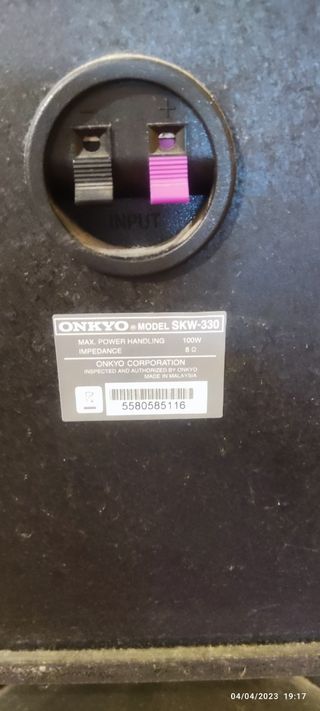 - +
INPUT
ONKYO® MODEL SKW-330
MAX. POWER HANDLING 100W
IMPEDANCE 8 Ω
ONKYO CORPORATION
INSPECTED AND AUTHORIZED BY ONKYO
MADE IN MALAYSIA
5580585116
04/04/2023 19:17